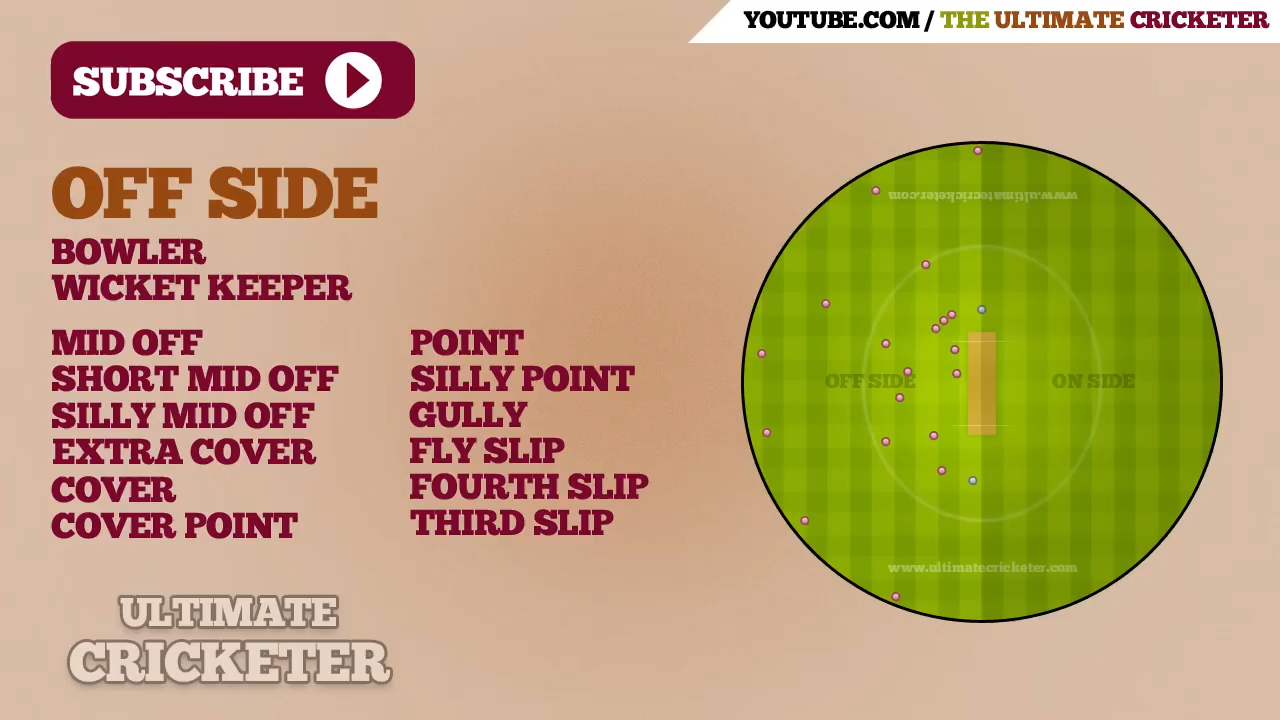 YOUTUBE.COM / THE ULTIMATE CRICKETER
SUBSCRIBE
OFF SIDE
BOWLER
WICKET KEEPER
MID OFF
SHORT MID OFF
SILLY MID OFF
EXTRA COVER
COVER
COVER POINT
POINT
SILLY POINT
GULLY
FLY SLIP
FOURTH SLIP
THIRD SLIP
www.ultimatecricketer.com
OFF SIDE
ON SIDE
www.ultimatecricketer.com
ULTIMATE
CRICKETER